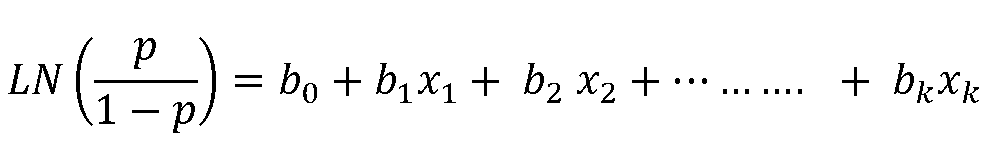 LN(p/(1 − p)) = b₀ + b₁x₁ + b₂ x₂ + ⋯ … …. + bₖxₖ